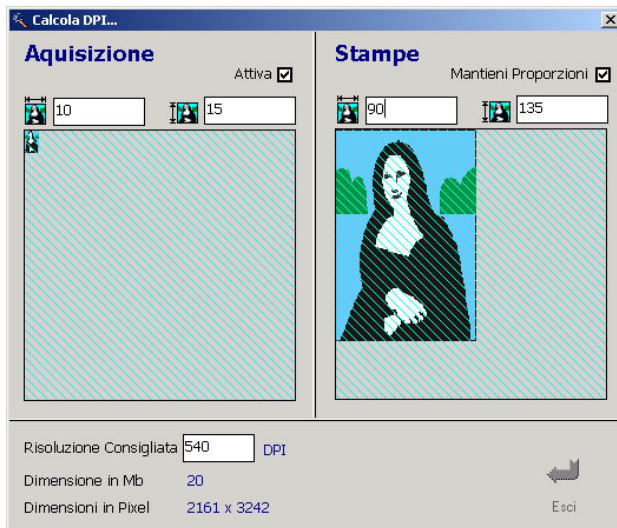 Calcola DPI...
Aquisizione
Attiva
10
15
Stampe
Mantieni Proporzioni
90
135
Risoluzione Consigliata 540 DPI
Dimensione in Mb 20
Dimensioni in Pixel 2161 x 3242
Esci